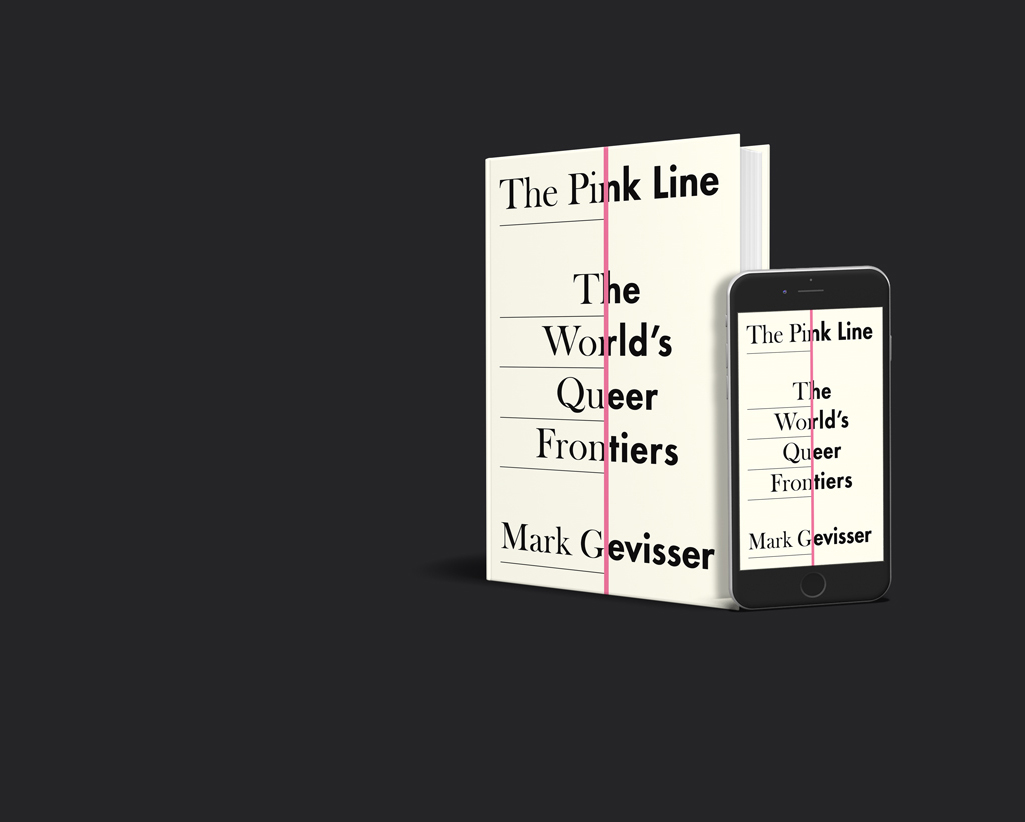 The Pink Line
The
World's
Queer
Frontiers
Mark Gevisser
The Pink Line
The
World's
Queer
Frontiers
Mark Gevisser